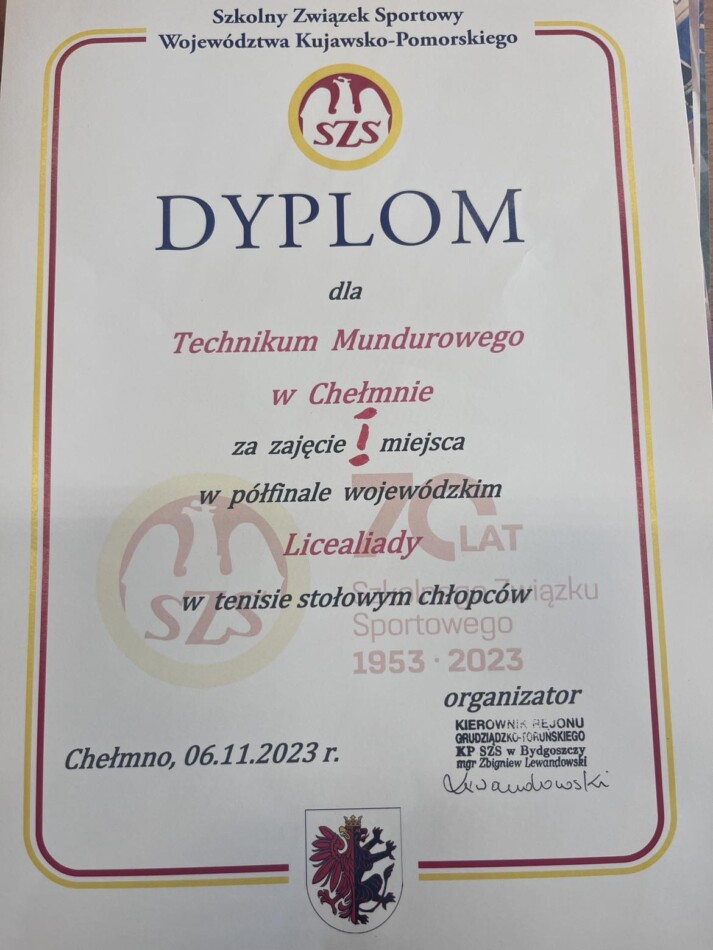 Szkolny Związek Sportowy
Województwa Kujawsko-Pomorskiego
SZS
DYPLOM
dla
Technikum Mundurowego
w Chełmnie
za zajęcie I miejsca
w półfinale wojewódzkim
Licealiady
w tenisie stołowym chłopców
SZS
70 LAT
Szkolnego Związku
Sportowego
1953 · 2023
organizator
KIEROWNIK REJONU
GRUDZIĄDZKO-TORUŃSKIEGO
KP SZS w Bydgoszczy
mgr Zbigniew Lewandowski
Lewandowski
Chełmno, 06.11.2023 r.